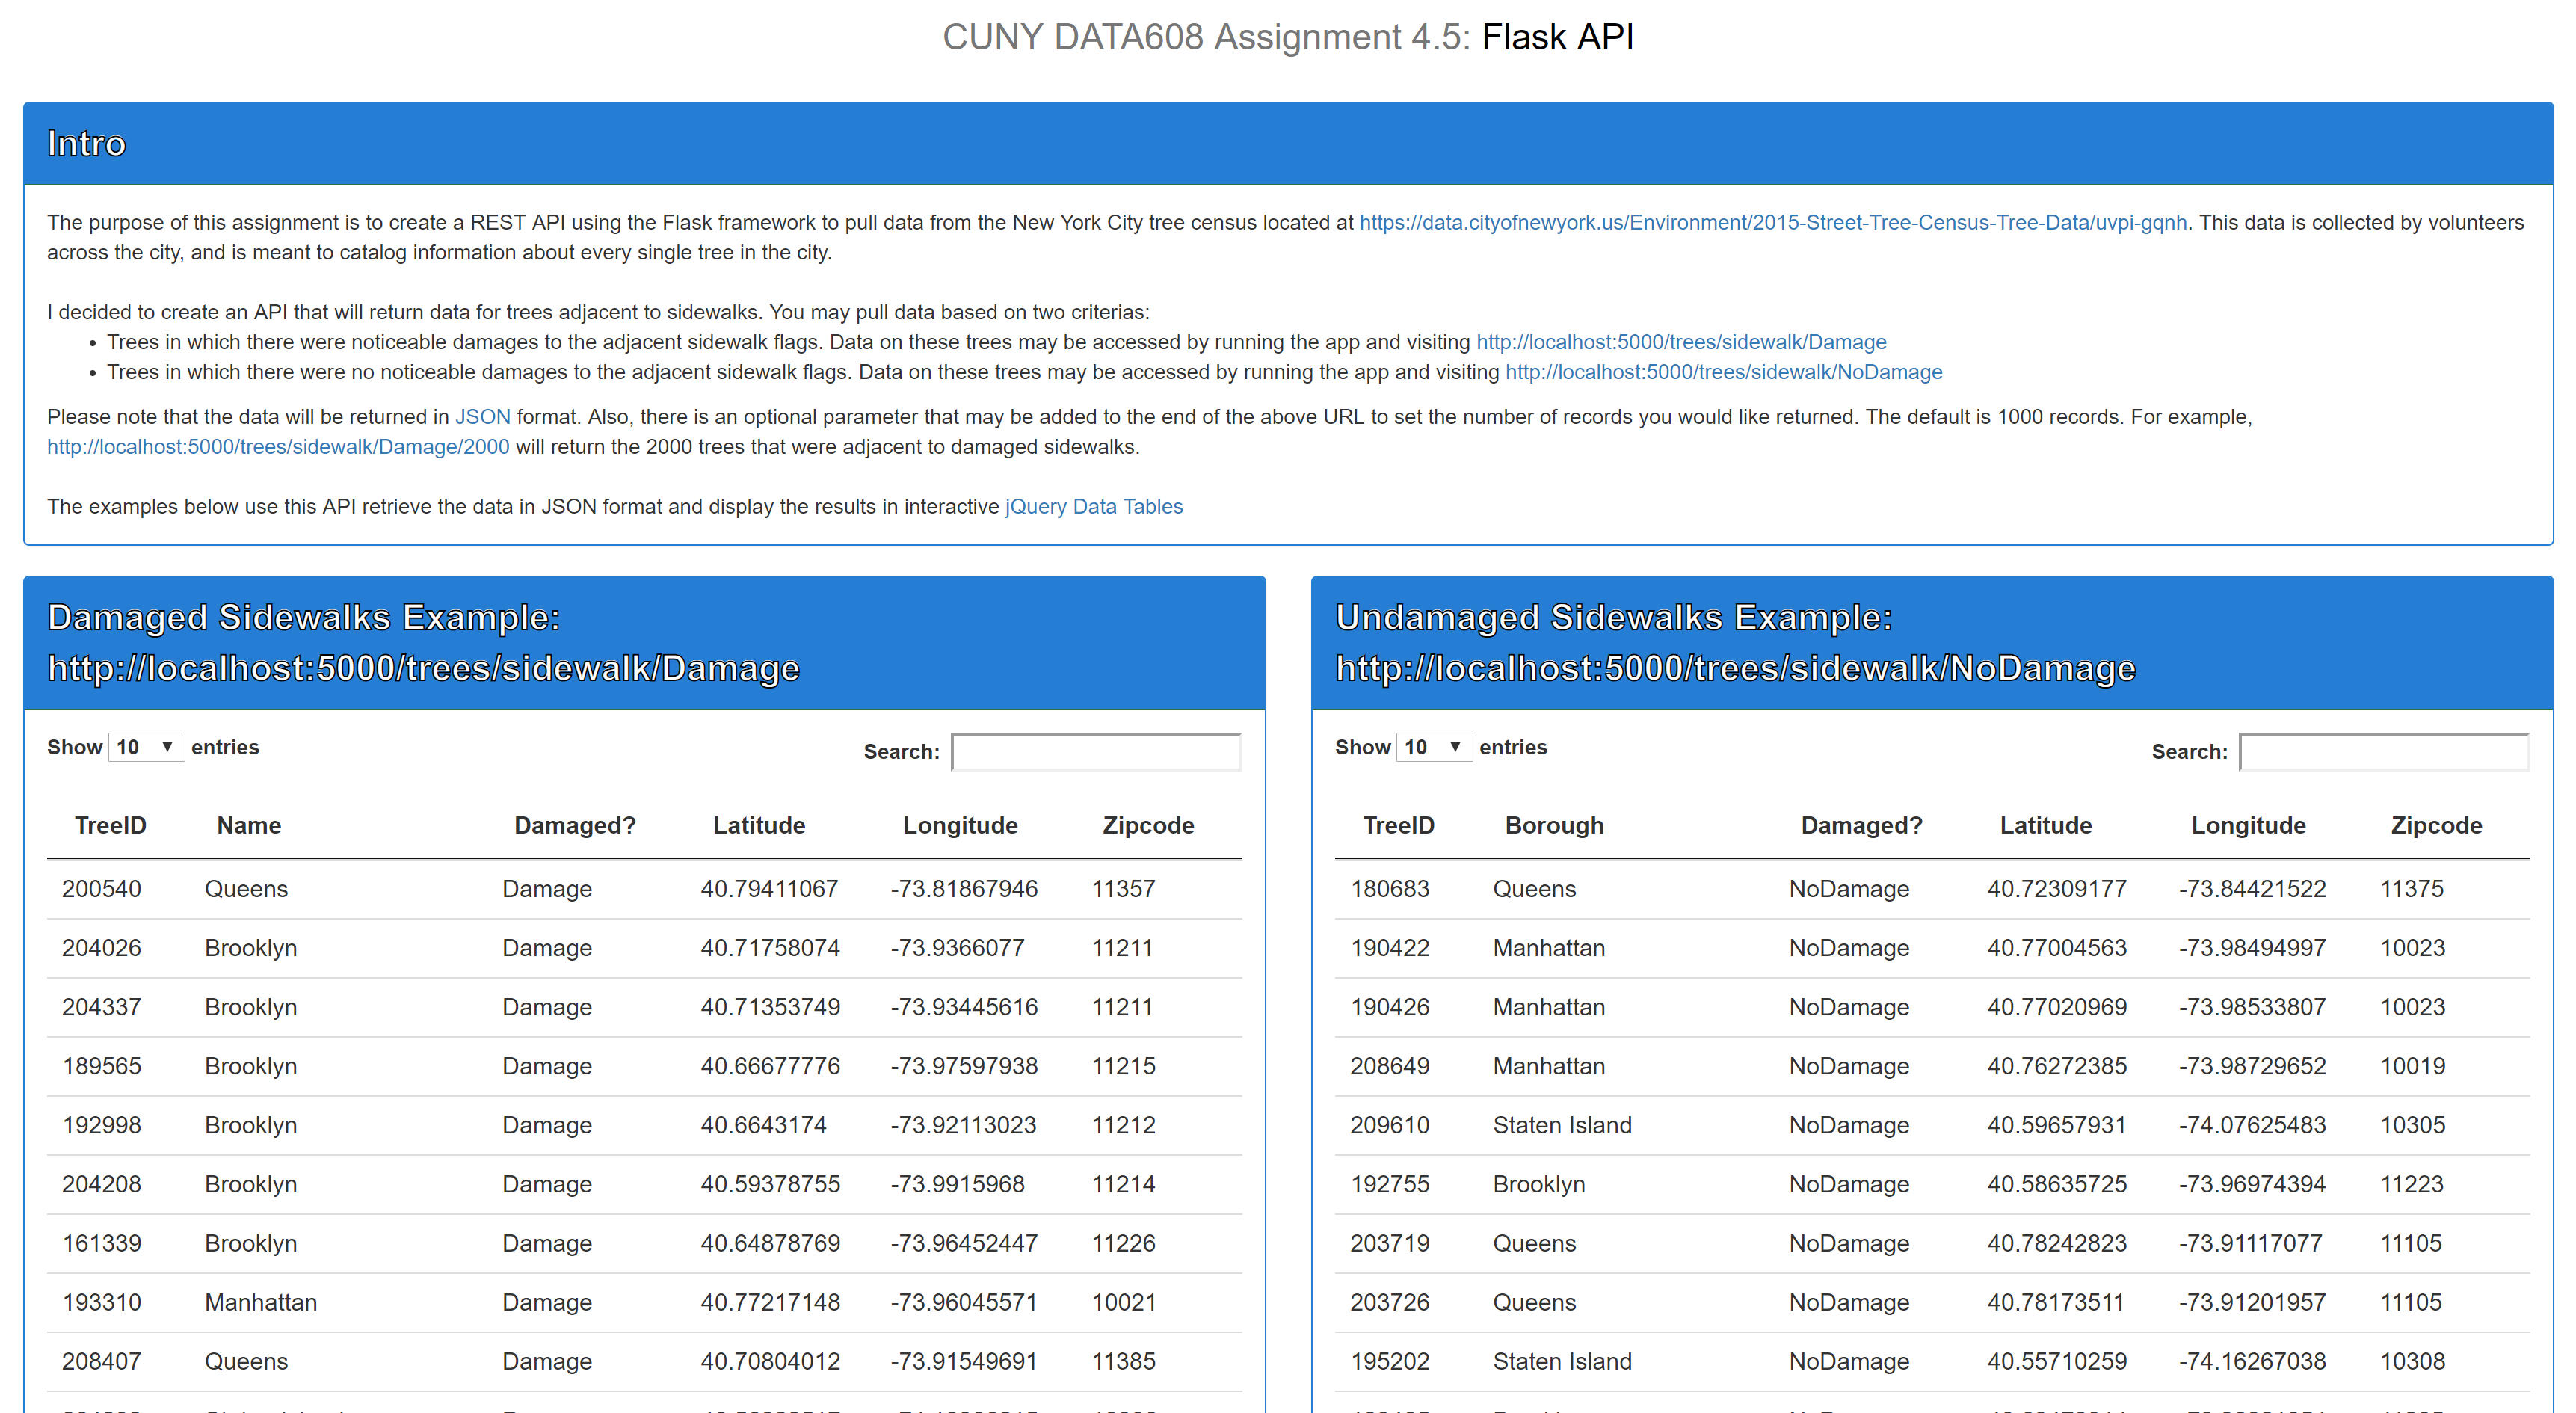 CUNY DATA608 Assignment 4.5: Flask API
Intro
The purpose of this assignment is to create a REST API using the Flask framework to pull data from the New York City tree census located at https://data.cityofnewyork.us/Environment/2015-Street-Tree-Census-Tree-Data/uvpi-gqnh. This data is collected by volunteers
across the city, and is meant to catalog information about every single tree in the city.
I decided to create an API that will return data for trees adjacent to sidewalks. You may pull data based on two criterias:
• Trees in which there were noticeable damages to the adjacent sidewalk flags. Data on these trees may be accessed by running the app and visiting http://localhost:5000/trees/sidewalk/Damage
• Trees in which there were no noticeable damages to the adjacent sidewalk flags. Data on these trees may be accessed by running the app and visiting http://localhost:5000/trees/sidewalk/NoDamage
Please note that the data will be returned in JSON format. Also, there is an optional parameter that may be added to the end of the above URL to set the number of records you would like returned. The default is 1000 records. For example,
http://localhost:5000/trees/sidewalk/Damage/2000 will return the 2000 trees that were adjacent to damaged sidewalks.
The examples below use this API retrieve the data in JSON format and display the results in interactive jQuery Data Tables
Damaged Sidewalks Example:
http://localhost:5000/trees/sidewalk/Damage
Show 10 entries Search:
TreeID Name Damaged? Latitude Longitude Zipcode
200540 Queens Damage 40.79411067 -73.81867946 11357
204026 Brooklyn Damage 40.71758074 -73.9366077 11211
204337 Brooklyn Damage 40.71353749 -73.93445616 11211
189565 Brooklyn Damage 40.66677776 -73.97597938 11215
192998 Brooklyn Damage 40.6643174 -73.92113023 11212
204208 Brooklyn Damage 40.59378755 -73.9915968 11214
161339 Brooklyn Damage 40.64878769 -73.96452447 11226
193310 Manhattan Damage 40.77217148 -73.96045571 10021
208407 Queens Damage 40.70804012 -73.91549691 11385
Undamaged Sidewalks Example:
http://localhost:5000/trees/sidewalk/NoDamage
Show 10 entries Search:
TreeID Borough Damaged? Latitude Longitude Zipcode
180683 Queens NoDamage 40.72309177 -73.84421522 11375
190422 Manhattan NoDamage 40.77004563 -73.98494997 10023
190426 Manhattan NoDamage 40.77020969 -73.98533807 10023
208649 Manhattan NoDamage 40.76272385 -73.98729652 10019
209610 Staten Island NoDamage 40.59657931 -74.07625483 10305
192755 Brooklyn NoDamage 40.58635725 -73.96974394 11223
203719 Queens NoDamage 40.78242823 -73.91117077 11105
203726 Queens NoDamage 40.78173511 -73.91201957 11105
195202 Staten Island NoDamage 40.55710259 -74.16267038 10308